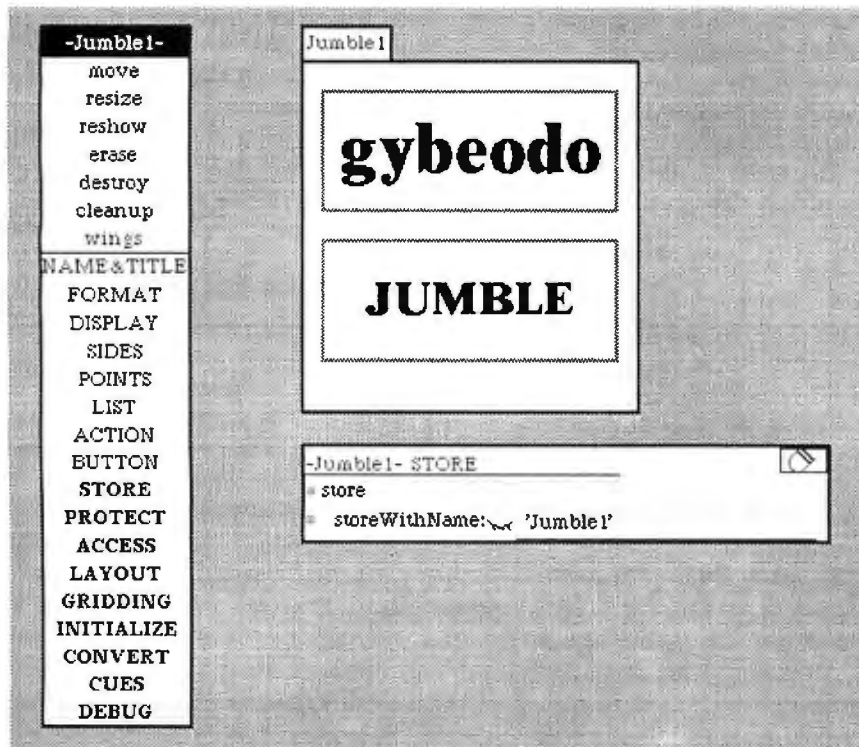 -Jumble1-
move
resize
reshow
erase
destroy
cleanup
wings
NAME&TITLE
FORMAT
DISPLAY
SIDES
POINTS
LIST
ACTION
BUTTON
STORE
PROTECT
ACCESS
LAYOUT
GRIDDING
INITIALIZE
CONVERT
CUES
DEBUG
Jumble1
gybeodo
JUMBLE
-Jumble1- STORE
store
storeWithName: 'Jumble1'